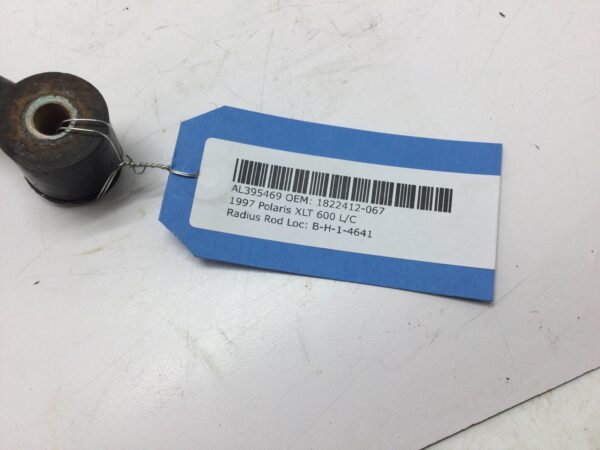 AL395469 OEM: 1822412-067
1997 Polaris XLT 600 L/C
Radius Rod Loc: B-H-1-4641